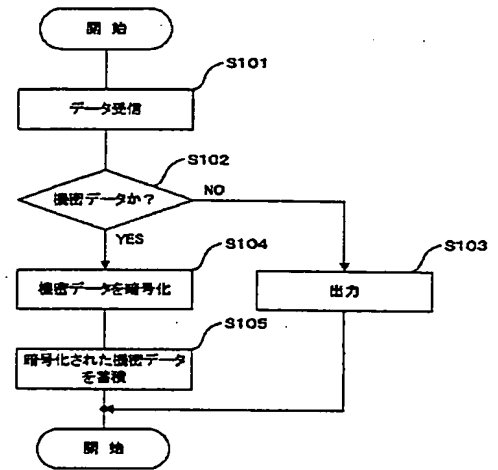 開 始
S101
データ受信
S102
機密データか？
NO
YES
S104
機密データを暗号化
S103
出力
S105
暗号化された機密データ
を蓄積
開 始